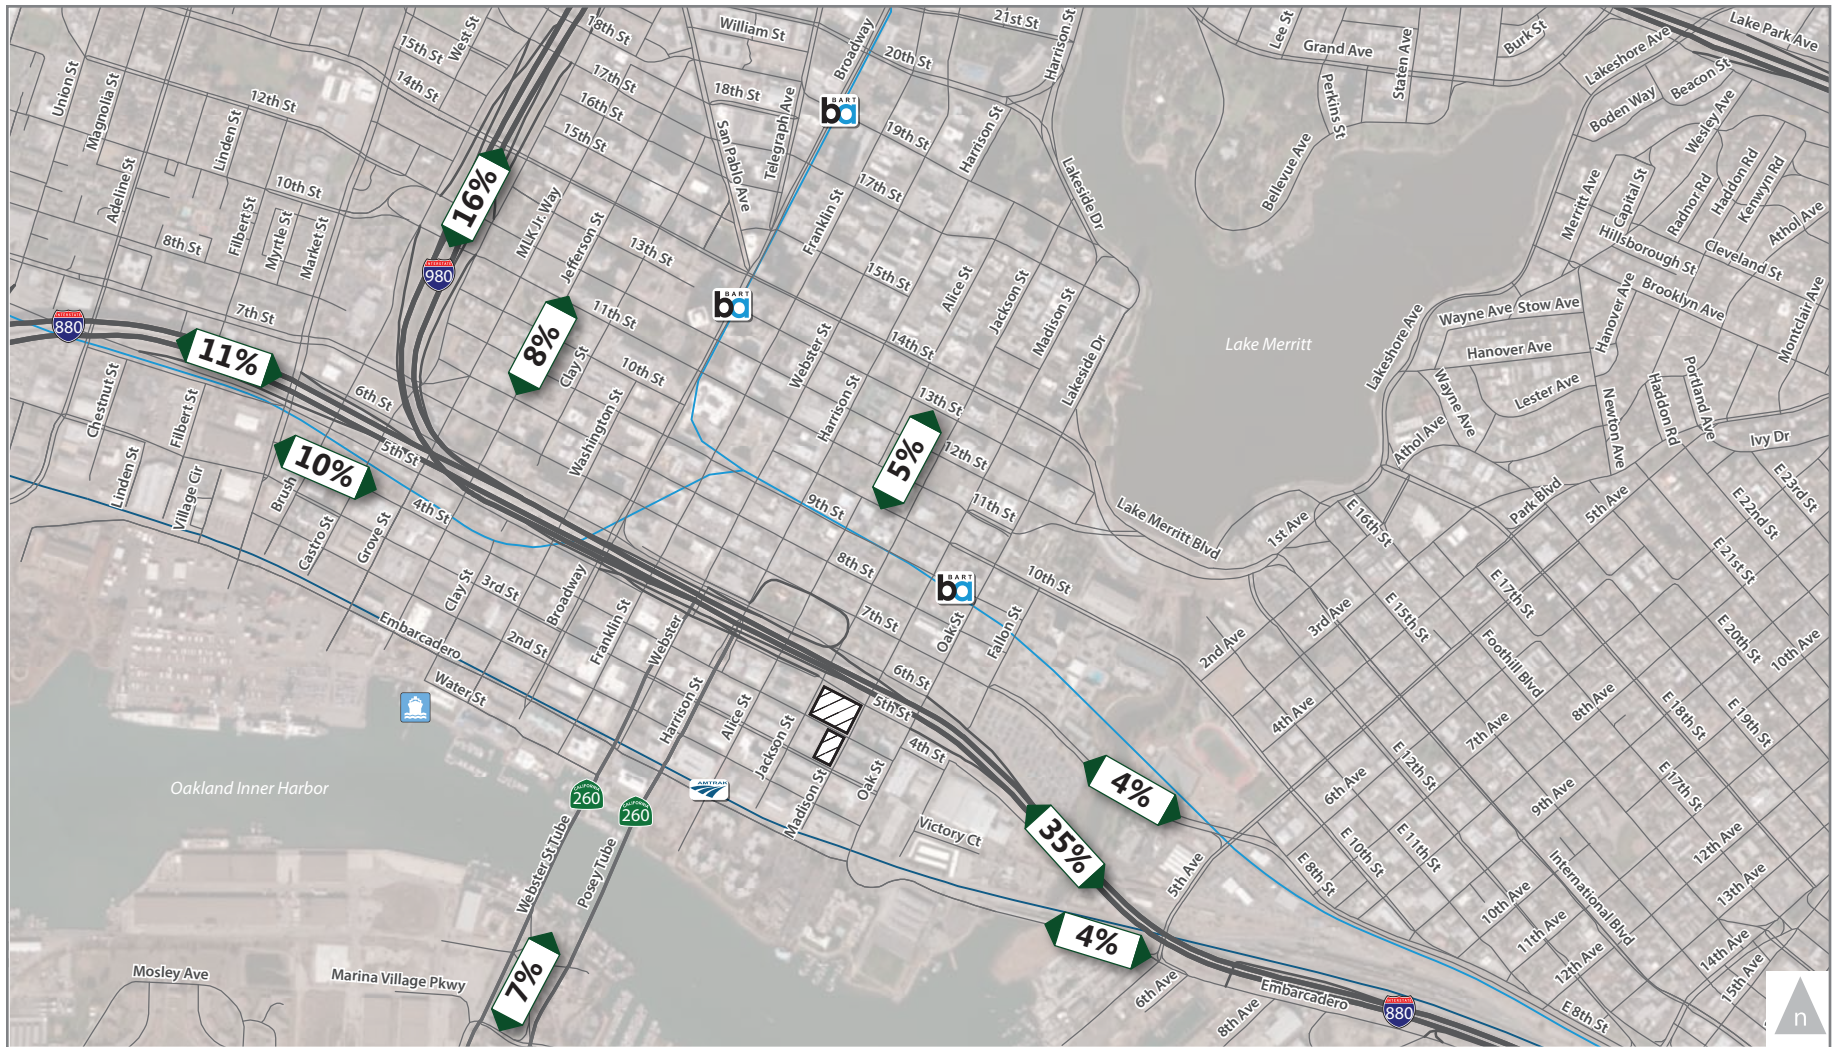 18th St
William St
21st St
Harrison St
Lee St
Grand Ave
Staten Ave
Burk St
Lake Park Ave
Lakeshore Ave
15th St
West St
Broadway
20th St
Union St
Magnolia St
14th St
17th St
18th St
Telegraph Ave
BART
ba
Perkins St
Beacon St
Boden Way
Wesley Ave
12th St
Linden St
16th St
15th St
San Pablo Ave
19th St
Harrison St
Adeline St
16%
17th St
Lakeside Dr
Bellevue Ave
Merritt Ave
Capital St
Radnor Rd
Haddon Rd
Kenwyn Rd
Athol Ave
10th St
Filbert St
Myrtle St
Market St
MLK Jr. Way
Jefferson St
Franklin St
8th St
13th St
Hillsborough St
Cleveland St
INTERSTATE
980
15th St
Alice St
Jackson St
Madison St
BART
ba
Brooklyn Ave
Montclair Ave
Hanover Ave
INTERSTATE
880
7th St
11th St
Wayne Ave
Stow Ave
11%
8%
14th St
Webster St
Lakeside Dr
Lake Merritt
Lakeshore Ave
Hanover Ave
Clay St
10th St
Chestnut St
Filbert St
6th St
13th St
Harrison St
Washington St
Wayne Ave
Lester Ave
Newton Ave
Haddon Rd
Portland Ave
Ivy Dr
Athol Ave
5th St
5%
12th St
10%
Linden St
Village Cir
Brush
4th St
9th St
11th St
Lake Merritt Blvd
1st Ave
E 16th St
Park Blvd
5th Ave
E 22nd St
E 23rd St
Castro St
Grove St
8th St
BART
ba
10th St
E 21st St
Clay St
3rd St
Broadway
Franklin St
Webster
7th St
Oak St
Fallon St
2nd Ave
3rd Ave
E 15th St
E 17th St
Foothill Blvd
E 20th St
10th Ave
Embarcadero
2nd St
Water St
Harrison St
Alice St
Jackson St
6th St
5th St
4th St
4th Ave
7th Ave
8th Ave
E 18th St
E 19th St
Oakland Inner Harbor
CALIFORNIA
260
CALIFORNIA
260
AMTRAK
Madison St
Oak St
4%
6th Ave
E 12th St
9th Ave
E 17th St
Victory Ct
35%
Webster St Tube
Posey Tube
5th Ave
E 8th St
E 10th St
E 11th St
International Blvd
12th Ave
13th Ave
10th Ave
11th Ave
12th Ave
14th Ave
15th Ave
4%
7%
Mosley Ave
Marina Village Pkwy
6th Ave
8th Ave
Embarcadero
INTERSTATE
880
E 8th St
n